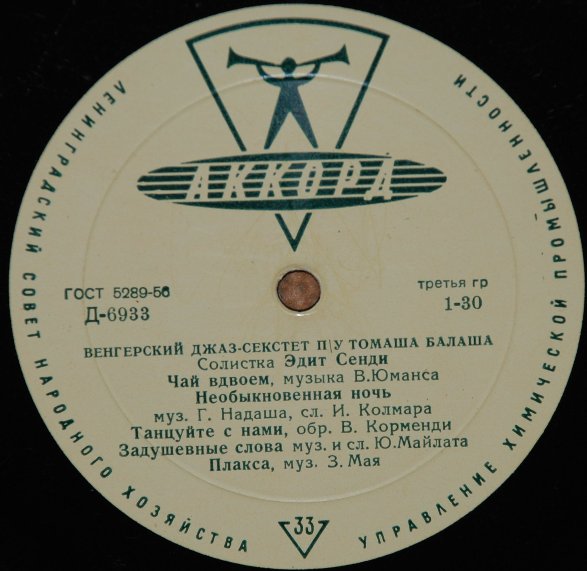 АККОРД
ЛЕНИНГРАДСКИЙ СОВЕТ НАРОДНОГО ХОЗЯЙСТВА
УПРАВЛЕНИЕ ХИМИЧЕСКОЙ ПРОМЫШЛЕННОСТИ
ГОСТ 5289-56
Д-6933
третья гр
1-30
ВЕНГЕРСКИЙ ДЖАЗ-СЕКСТЕТ П\У ТОМАША БАЛАША
Солистка Эдит Сенди
Чай вдвоем, музыка В.Юманса
Необыкновенная ночь
муз. Г. Надаша, сл. И. Колмара
Танцуйте с нами, обр. В. Корменди
Задушевные слова муз. и сл. Ю.Майлата
Плакса, муз. З. Мая
33